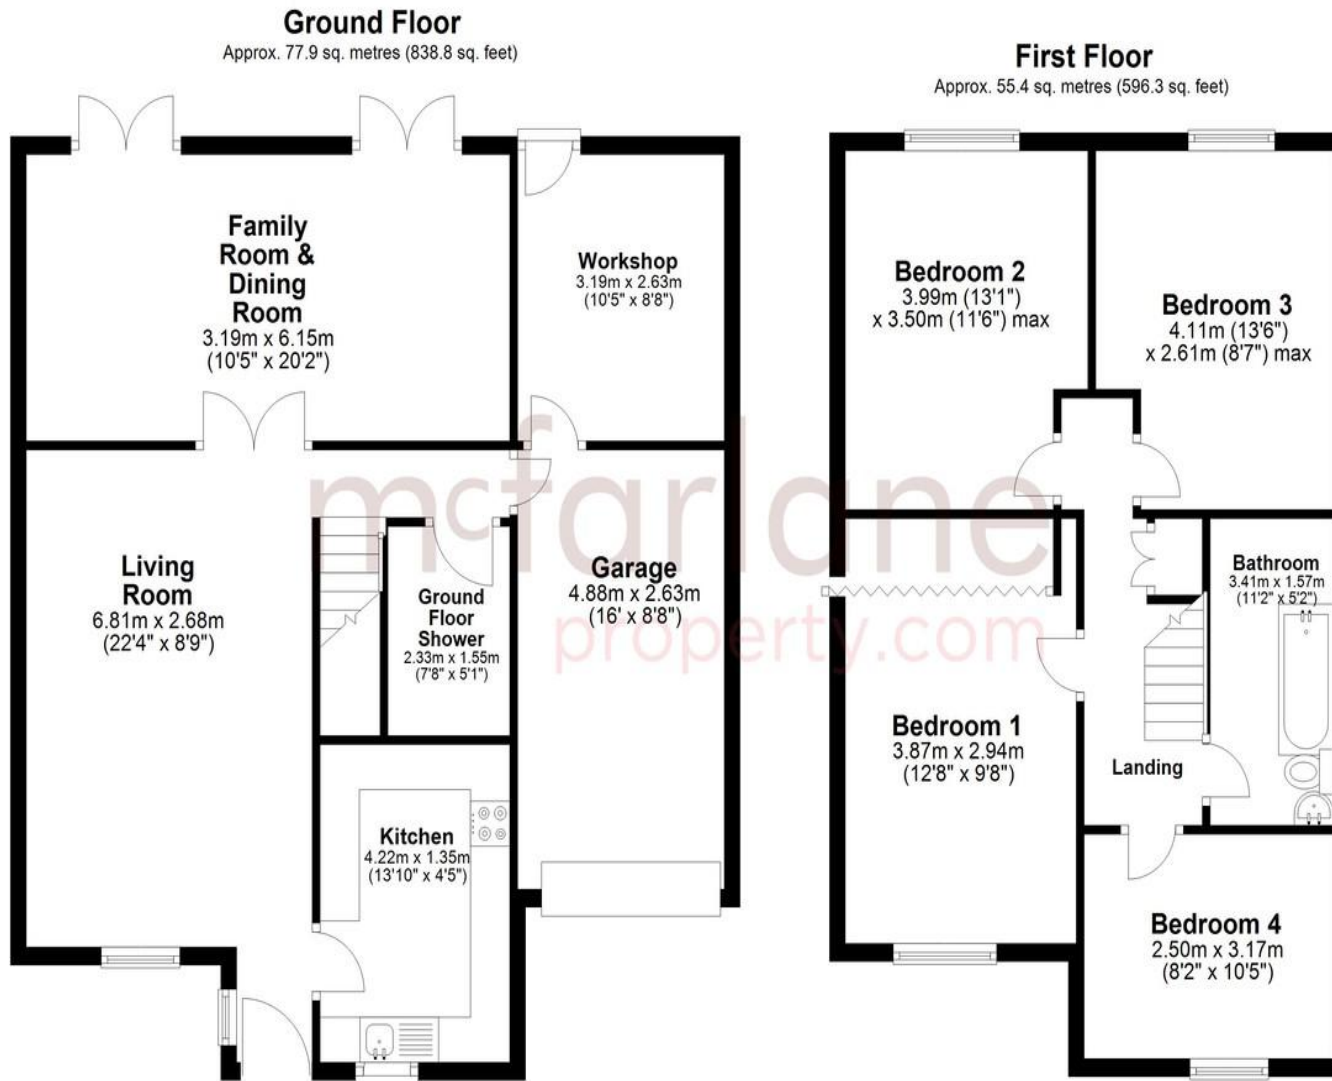 Ground Floor
Approx. 77.9 sq. metres (838.8 sq. feet)
Family
Room &
Dining
Room
3.19m x 6.15m
(10'5" x 20'2")
Workshop
3.19m x 2.63m
(10'5" x 8'8")
Living
Room
6.81m x 2.68m
(22'4" x 8'9")
Ground
Floor
Shower
2.33m x 1.55m
(7'8" x 5'1")
Garage
4.88m x 2.63m
(16' x 8'8")
Kitchen
4.22m x 1.35m
(13'10" x 4'5")
First Floor
Approx. 55.4 sq. metres (596.3 sq. feet)
Bedroom 2
3.99m (13'1")
x 3.50m (11'6") max
Bedroom 3
4.11m (13'6")
x 2.61m (8'7") max
Bathroom
3.41m x 1.57m
(11'2" x 5'2")
Bedroom 1
3.87m x 2.94m
(12'8" x 9'8")
Landing
Bedroom 4
2.50m x 3.17m
(8'2" x 10'5")
mcfarlane
property.com